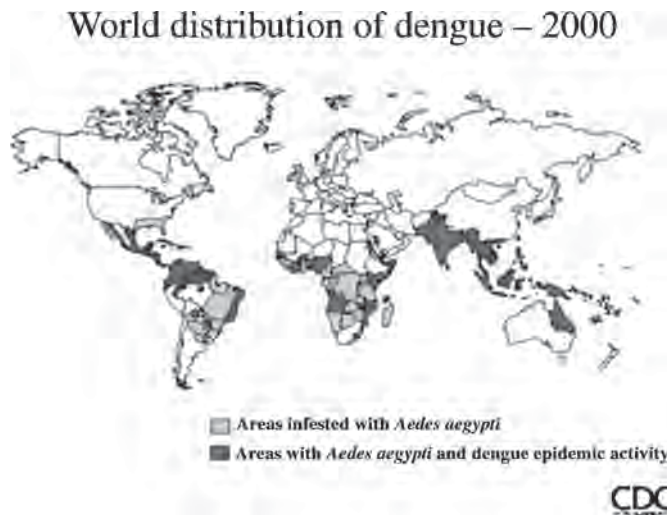 World distribution of dengue – 2000
Areas infested with Aedes aegypti
Areas with Aedes aegypti and dengue epidemic activity
CDC